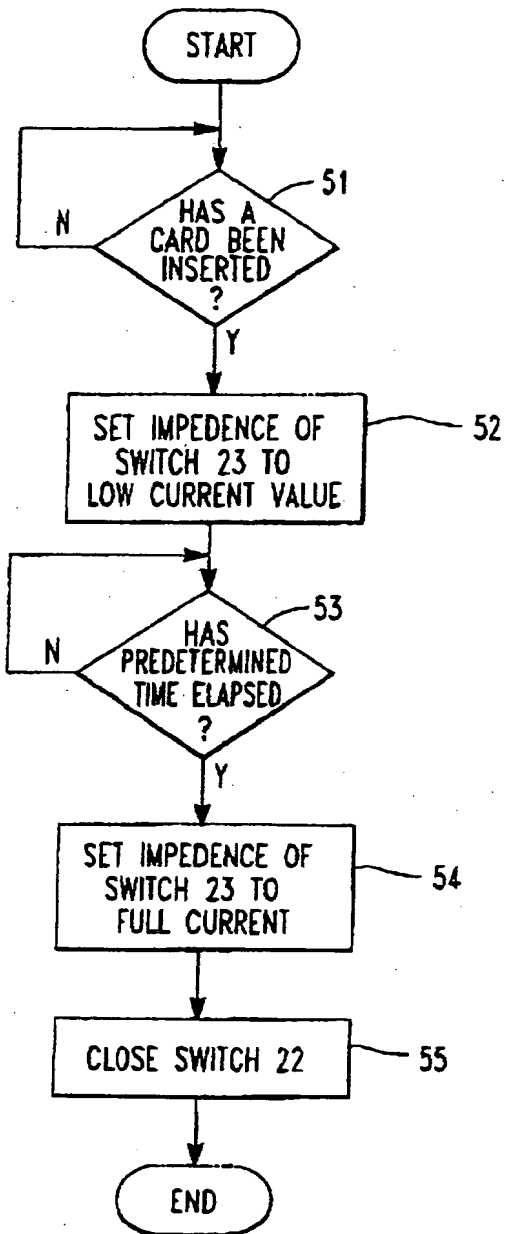 START
51
N
HAS A
CARD BEEN
INSERTED
?
Y
SET IMPEDENCE OF
SWITCH 23 TO
LOW CURRENT VALUE
52
53
N
HAS
PREDETERMINED
TIME ELAPSED
?
Y
SET IMPEDENCE OF
SWITCH 23 TO
FULL CURRENT
54
CLOSE SWITCH 22
55
END